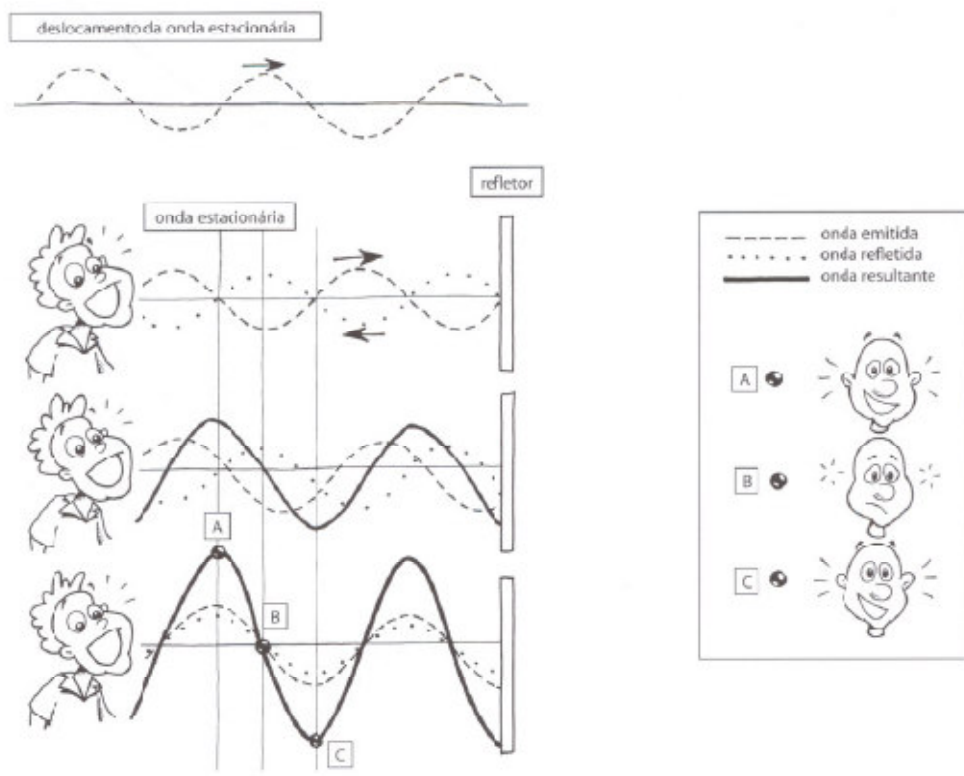 deslocamento da onda estacionária
refletor
onda estacionária
onda emitida
onda refletida
onda resultante
A
B
C
A
B
C